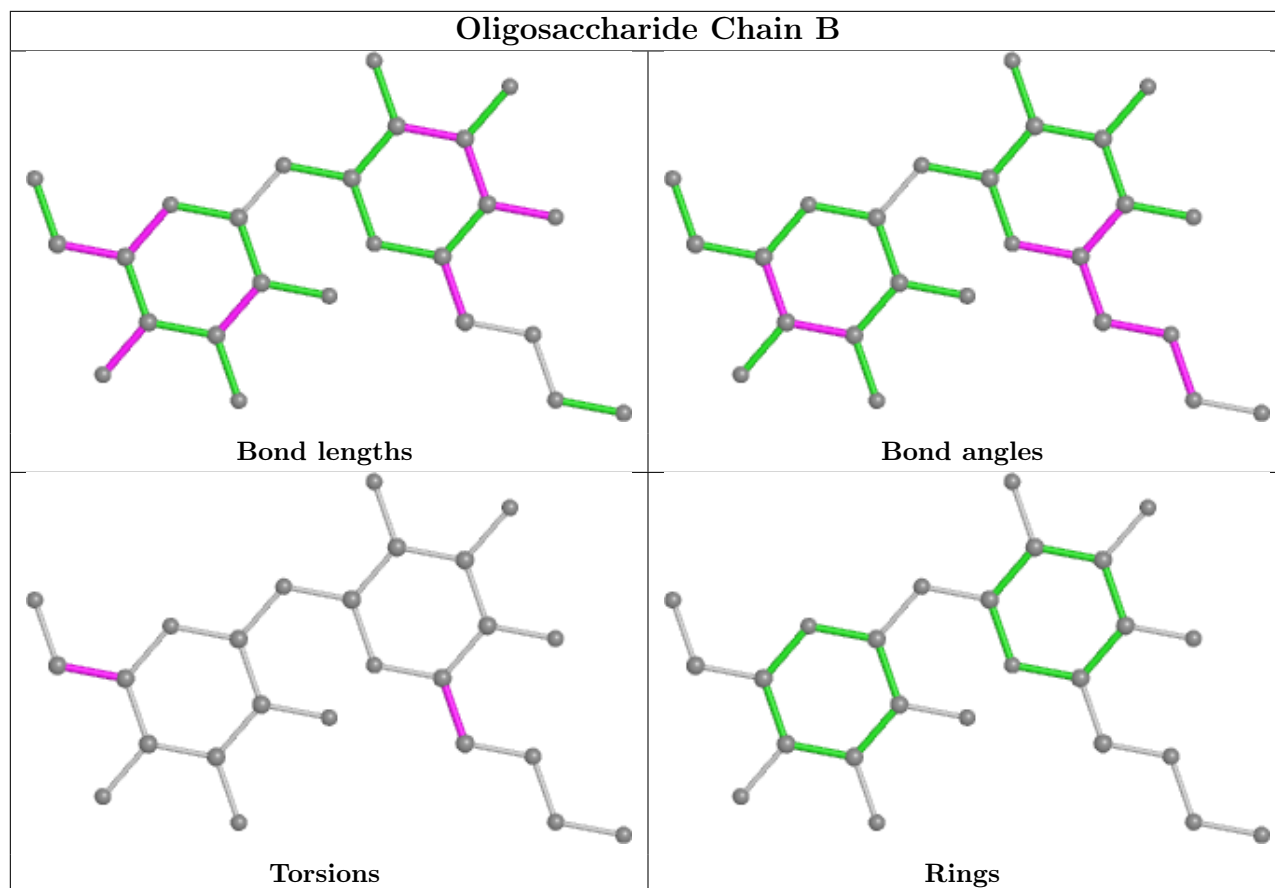 Oligosaccharide Chain B
Bond lengths
Bond angles
Torsions
Rings